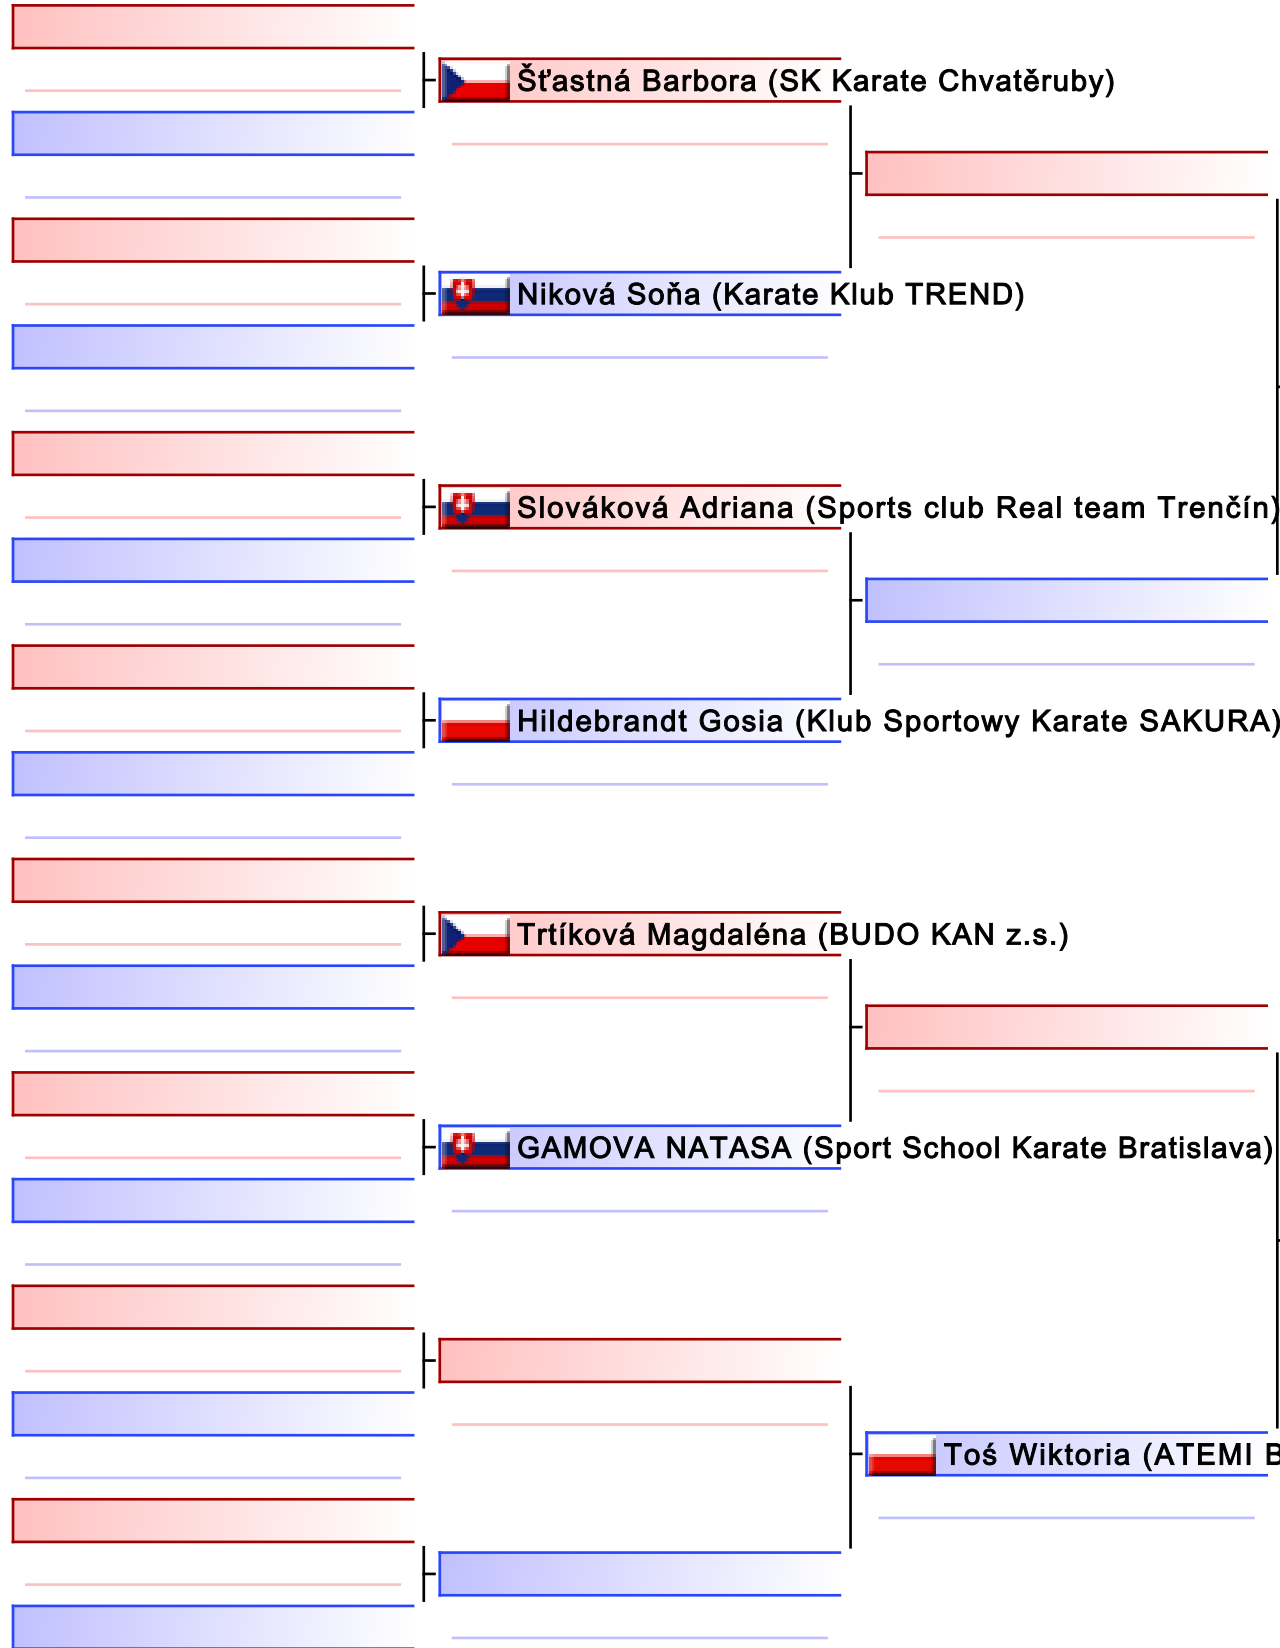 Šťastná Barbora (SK Karate Chvatěruby)
Niková Soňa (Karate Klub TREND)
Slováková Adriana (Sports club Real team Trenčín)
Hildebrandt Gosia (Klub Sportowy Karate SAKURA)
Trtíková Magdaléna (BUDO KAN z.s.)
GAMOVA NATASA (Sport School Karate Bratislava)
Toś Wiktoria (ATEMI